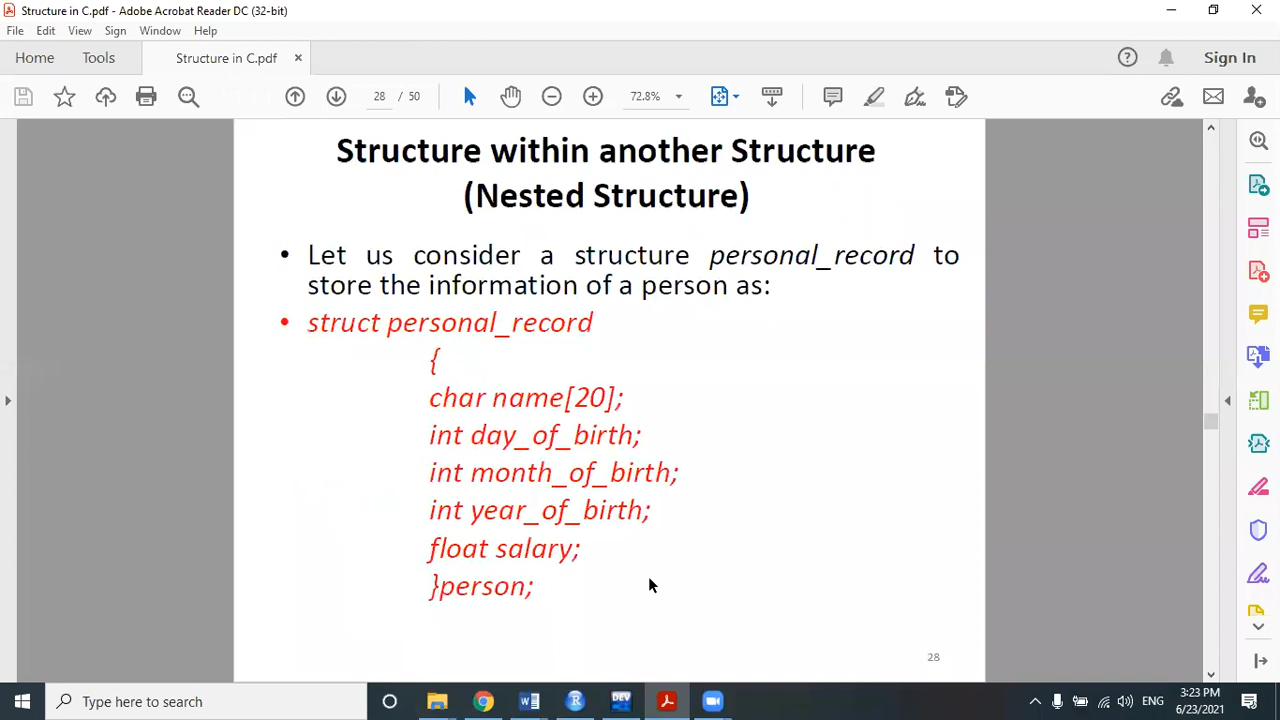 Structure in C.pdf - Adobe Acrobat Reader DC (32-bit)
File Edit View Sign Window Help
Home Tools Structure in C.pdf × Sign In
28 / 50 72.8%
Structure within another Structure
(Nested Structure)
• Let us consider a structure personal_record to
store the information of a person as:
• struct personal_record
{
char name[20];
int day_of_birth;
int month_of_birth;
int year_of_birth;
float salary;
}person;
28
Type here to search
DEV
ENG
3:23 PM
6/23/2021